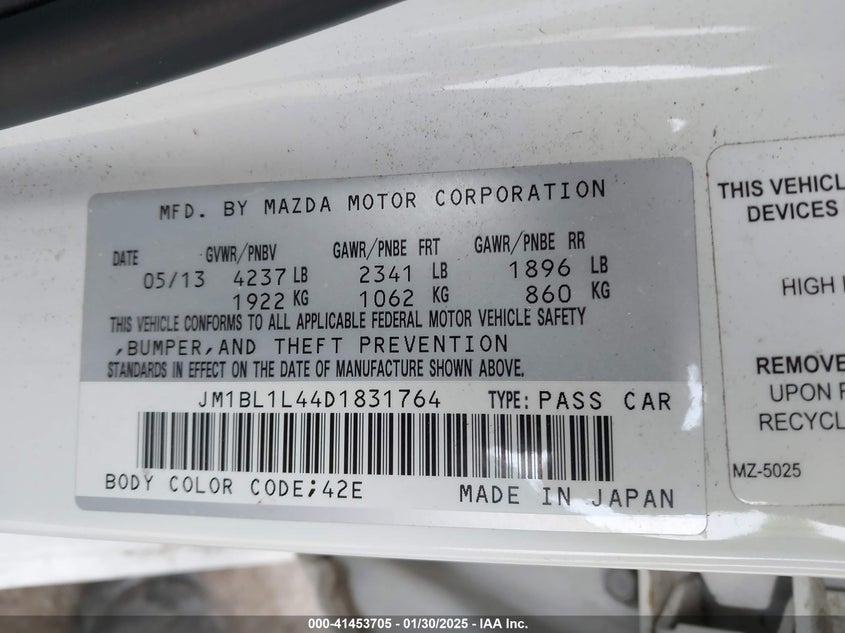 MFD. BY MAZDA MOTOR CORPORATION
DATE GVWR/PNBV GAWR/PNBE FRT GAWR/PNBE RR
05/13 4237 LB 2341 LB 1896 LB
1922 KG 1062 KG 860 KG
THIS VEHICLE CONFORMS TO ALL APPLICABLE FEDERAL MOTOR VEHICLE SAFETY
,BUMPER,AND THEFT PREVENTION
STANDARDS IN EFFECT ON THE DATE OF MANUFACTURE SHOWN ABOVE.
JM1BL1L44D1831764 TYPE: PASS CAR
BODY COLOR CODE;42E MADE IN JAPAN
THIS VEHICL
DEVICES
HIGH
REMOVE
UPON
RECYCL
MZ-5025
000-41453705 - 01/30/2025 - IAA Inc.